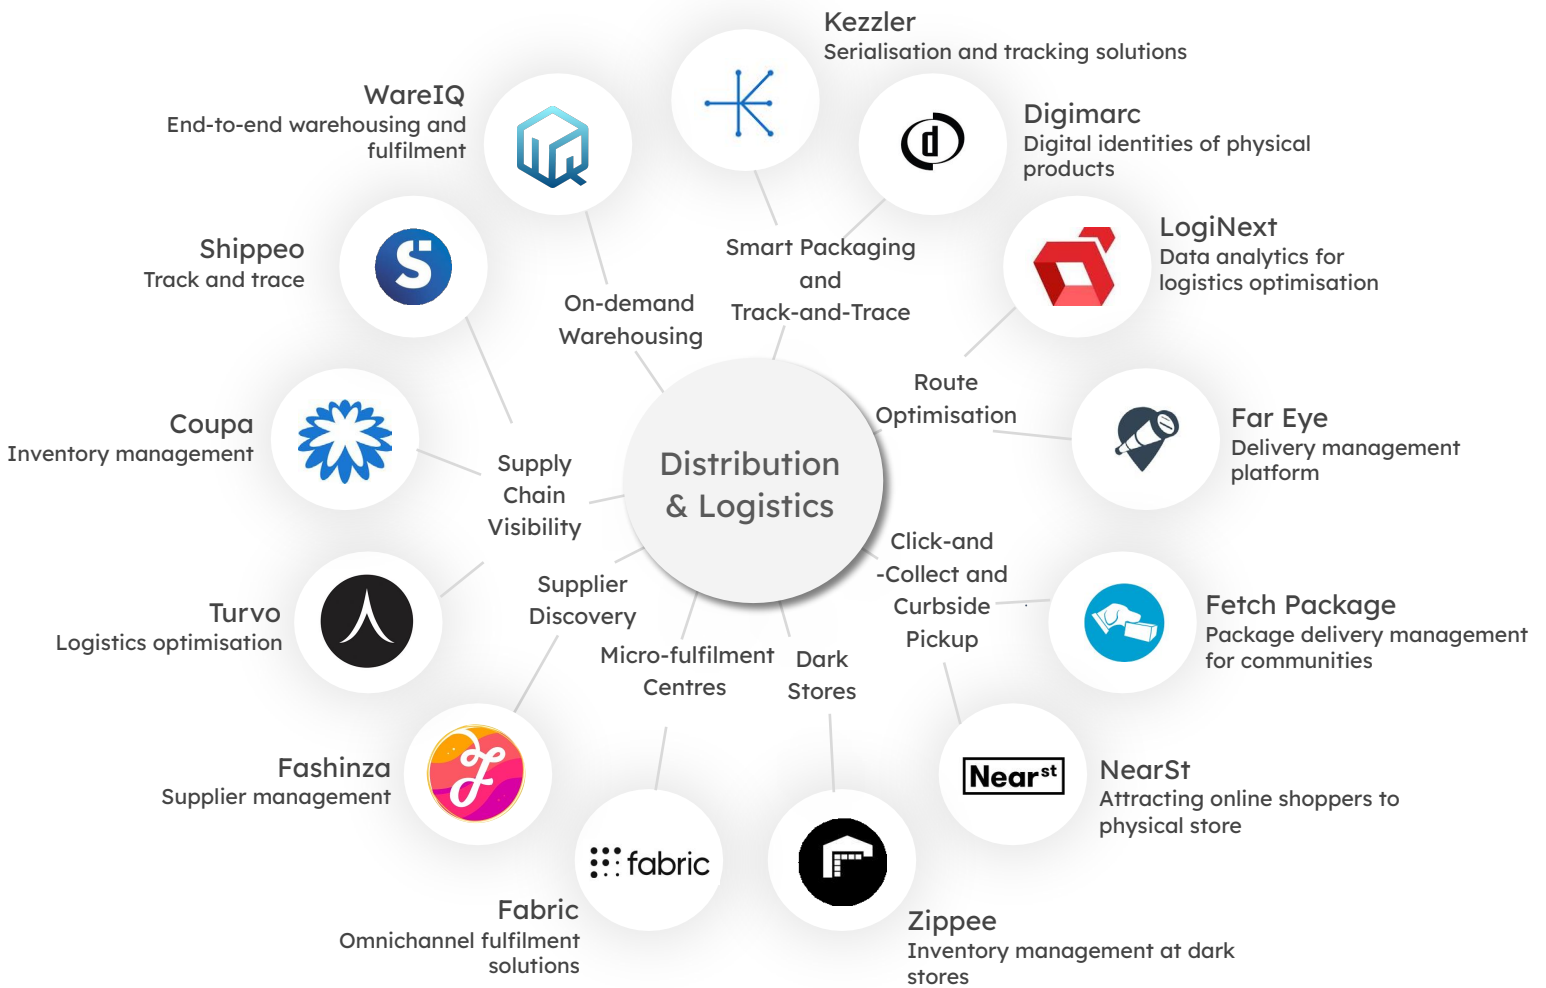 Kezzler
Serialisation and tracking solutions
WareIQ
End-to-end warehousing and
fulfilment
Digimarc
Digital identities of physical
products
d
Shippeo
Track and trace
S
LogiNext
Data analytics for
logistics optimisation
Smart Packaging
and
Track-and-Trace
On-demand
Warehousing
Route
Optimisation
Coupa
Inventory management
Far Eye
Delivery management
platform
Supply
Chain
Visibility
Distribution
& Logistics
Click-and
-Collect and
Curbside
Pickup
Supplier
Discovery
Turvo
Logistics optimisation
Fetch Package
Package delivery management
for communities
Micro-fulfilment
Centres
Dark
Stores
Fashinza
Supplier management
Near st
NearSt
Attracting online shoppers to
physical store
fabric
Fabric
Omnichannel fulfilment
solutions
Zippee
Inventory management at dark
stores